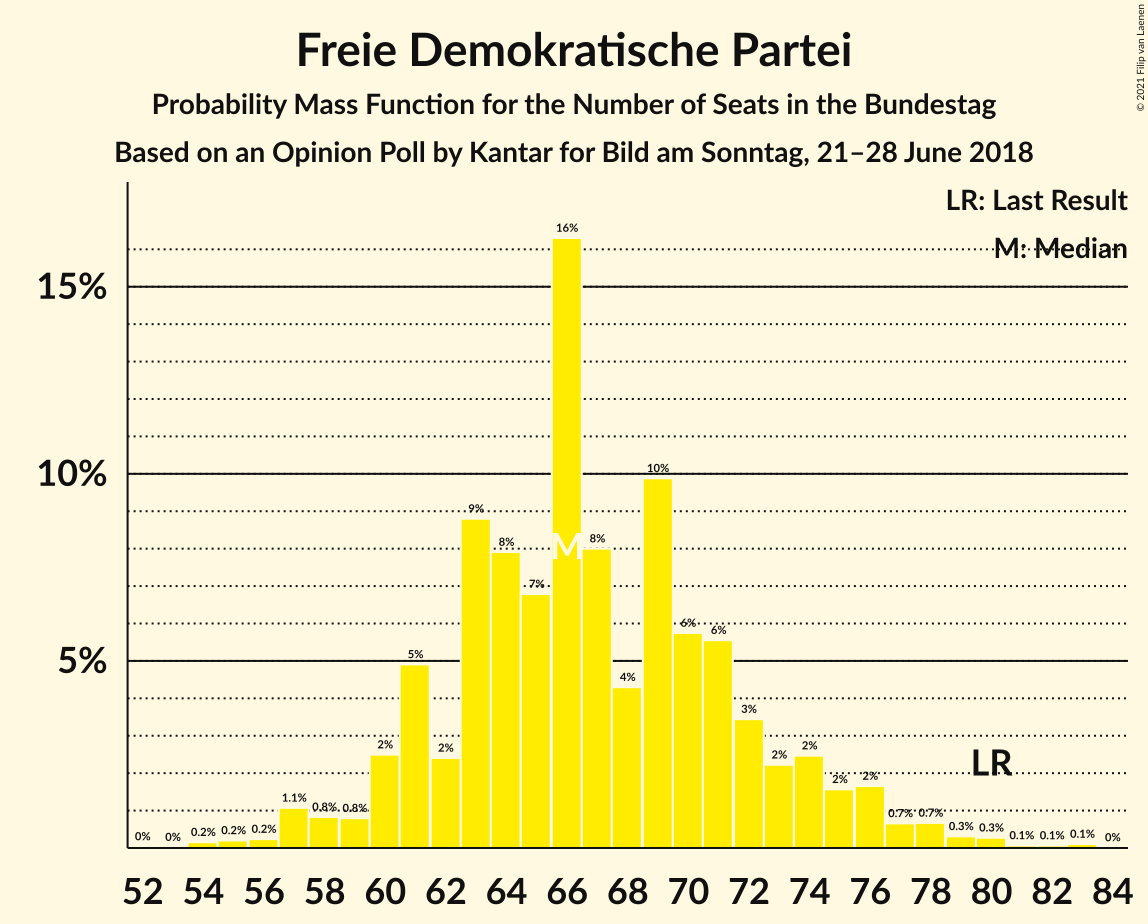 Freie Demokratische Partei
Probability Mass Function for the Number of Seats in the Bundestag
Based on an Opinion Poll by Kantar for Bild am Sonntag, 21–28 June 2018
© 2021 Filip van Laenen
LR: Last Result
M: Median
15%
10%
5%
0% 0% 0.2% 0.2% 0.2% 1.1% 0.8% 0.8% 2% 5% 2% 9% 8% 7% 16% 8% 4% 10% 6% 6% 3% 2% 2% 2% 2% 0.7% 0.7% 0.3% 0.3% 0.1% 0.1% 0.1% 0%
M
LR
52 54 56 58 60 62 64 66 68 70 72 74 76 78 80 82 84